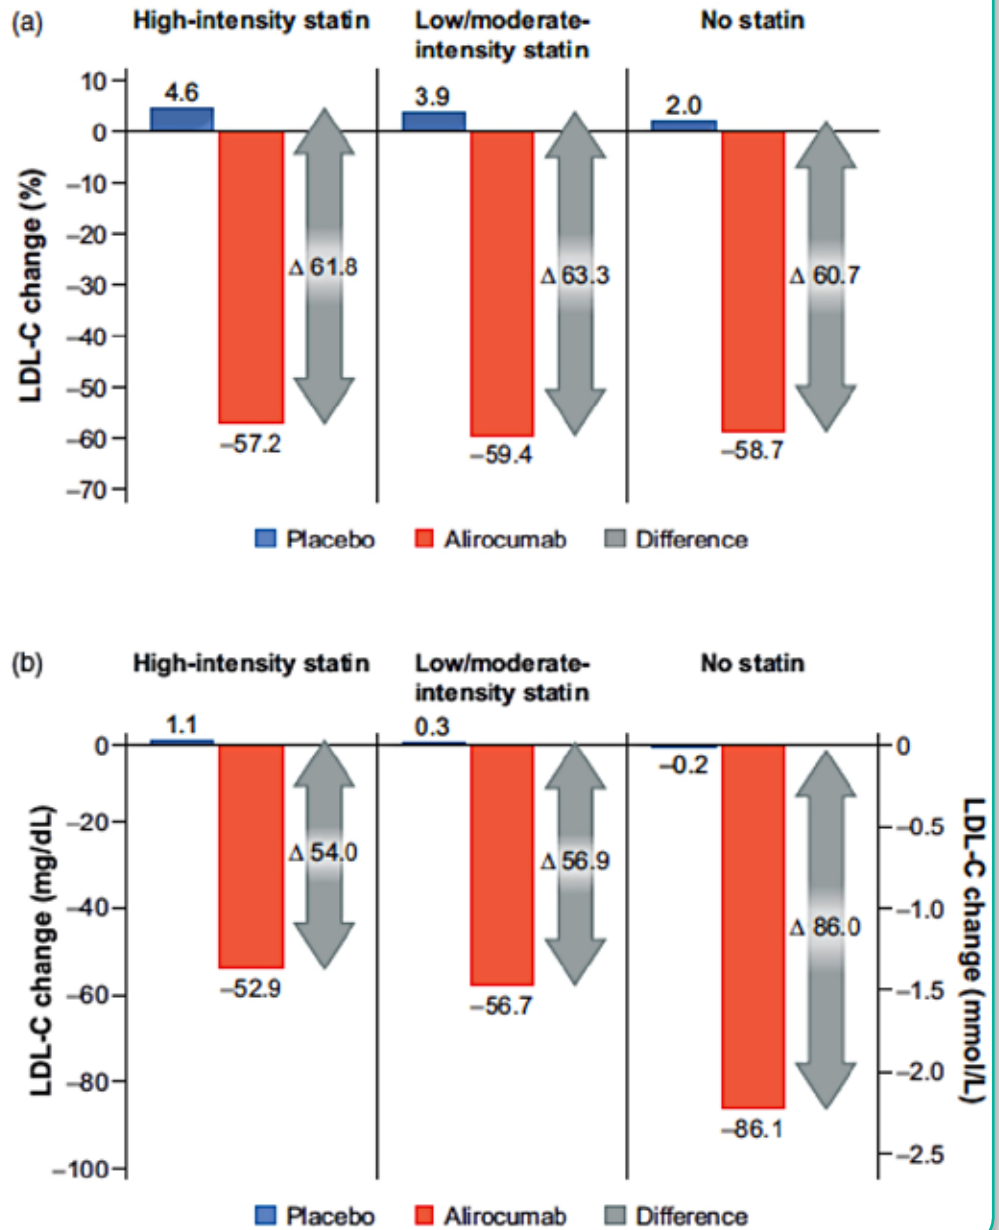 (a)
High-intensity statin
Low/moderate-
intensity statin
No statin
LDL-C change (%)
10
0
–10
–20
–30
–40
–50
–60
–70
4.6
–57.2
Δ 61.8
3.9
–59.4
Δ 63.3
2.0
–58.7
Δ 60.7
Placebo Alirocumab Difference
(b)
High-intensity statin
Low/moderate-
intensity statin
No statin
LDL-C change (mg/dL)
0
–20
–40
–60
–80
–100
1.1
–52.9
Δ 54.0
0.3
–56.7
Δ 56.9
–0.2
–86.1
Δ 86.0
0
–0.5
–1.0
–1.5
–2.0
–2.5
LDL-C change (mmol/L)
Placebo Alirocumab Difference